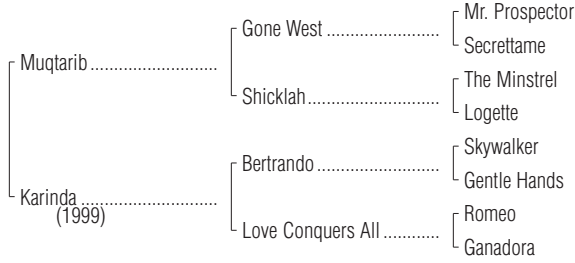 Mr. Prospector
Gone West ........................
Secrettame
Muqtarib ...........................
The Minstrel
Shicklah............................
Logette
Skywalker
Bertrando ..........................
Gentle Hands
Karinda .............................
(1999)
Romeo
Love Conquers All ............
Ganadora